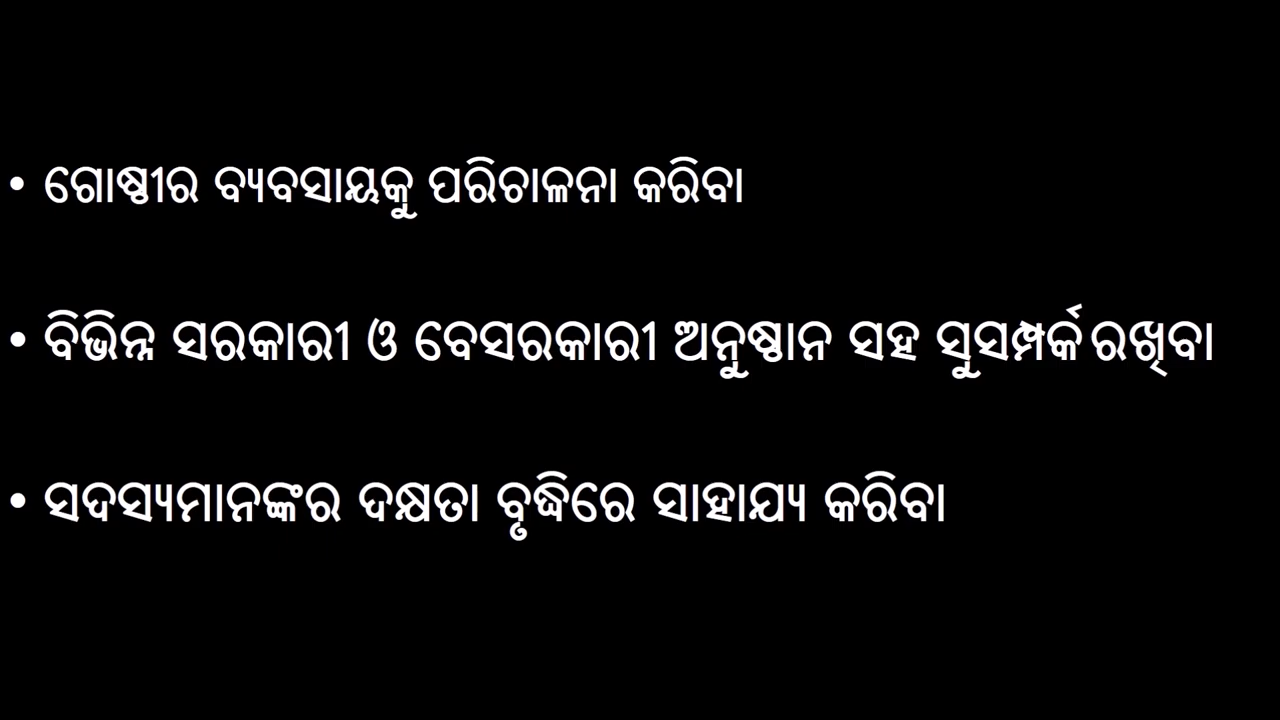 • ଗୋଷ୍ଠୀର ବ୍ୟବସାୟକୁ ପରିଚାଳନା କରିବା
• ବିଭିନ୍ନ ସରକାରୀ ଓ ବେସରକାରୀ ଅନୁଷ୍ଠାନ ସହ ସୁସମ୍ପର୍କ ରଖିବା
• ସଦସ୍ୟମାନଙ୍କର ଦକ୍ଷତା ବୃଦ୍ଧିରେ ସାହାଯ୍ୟ କରିବା